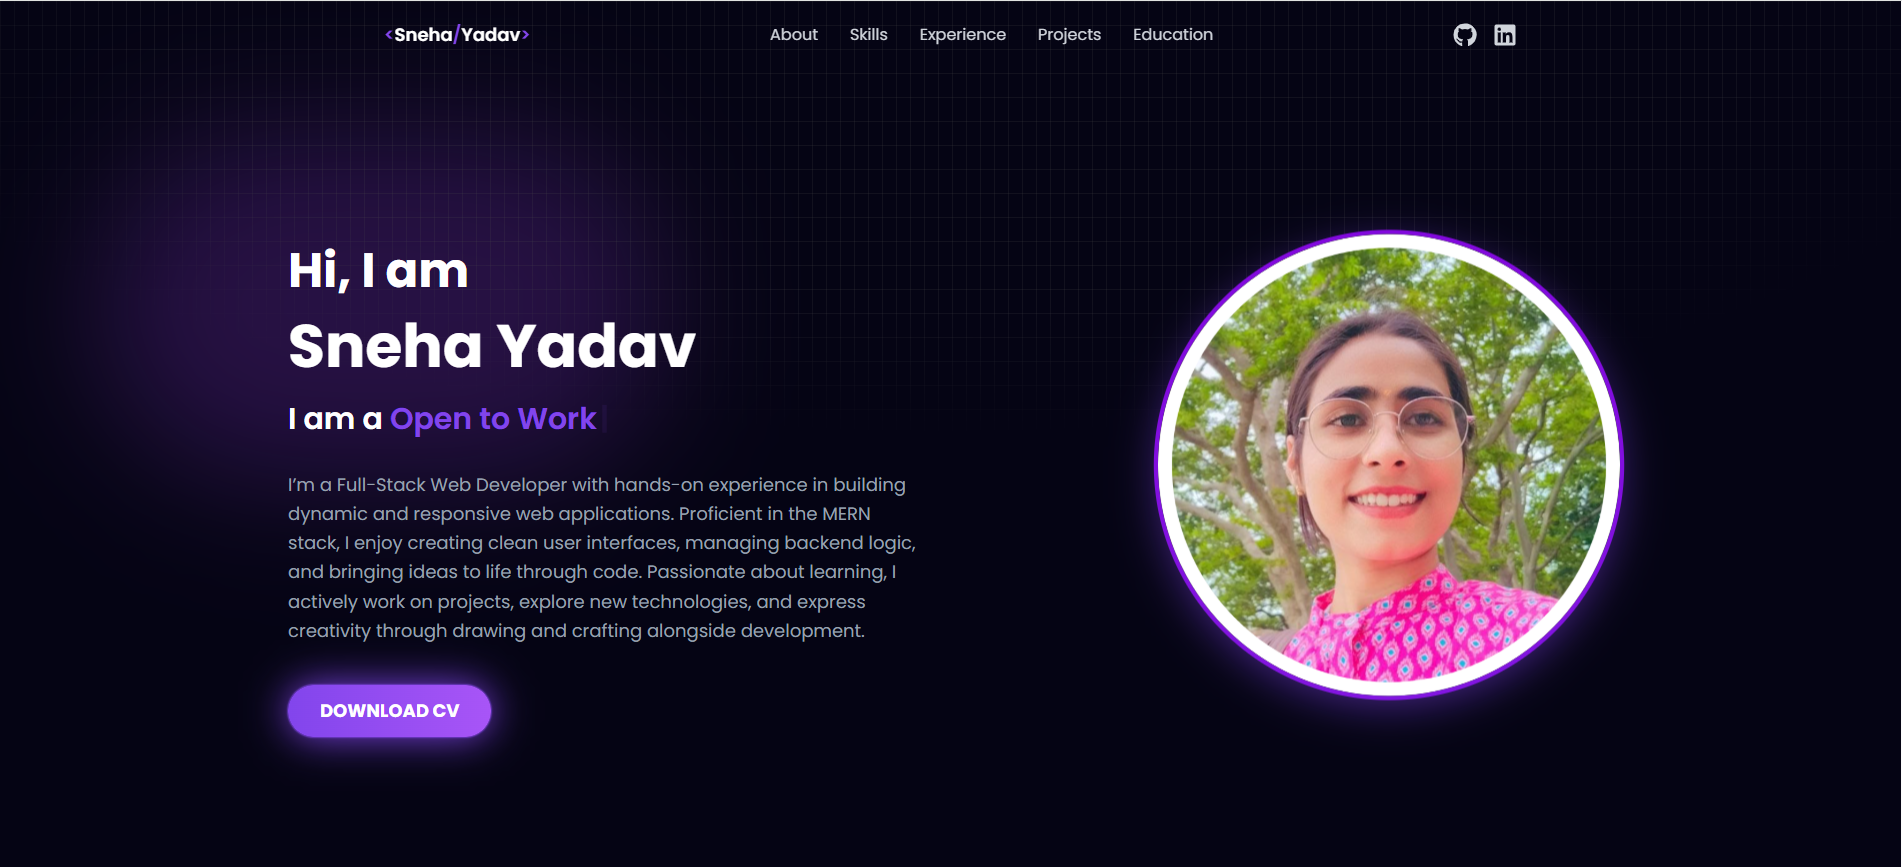 <Sneha/Yadav>
About Skills Experience Projects Education
Hi, I am
Sneha Yadav
I am a Open to Work
I’m a Full-Stack Web Developer with hands-on experience in building
dynamic and responsive web applications. Proficient in the MERN
stack, I enjoy creating clean user interfaces, managing backend logic,
and bringing ideas to life through code. Passionate about learning, I
actively work on projects, explore new technologies, and express
creativity through drawing and crafting alongside development.
DOWNLOAD CV